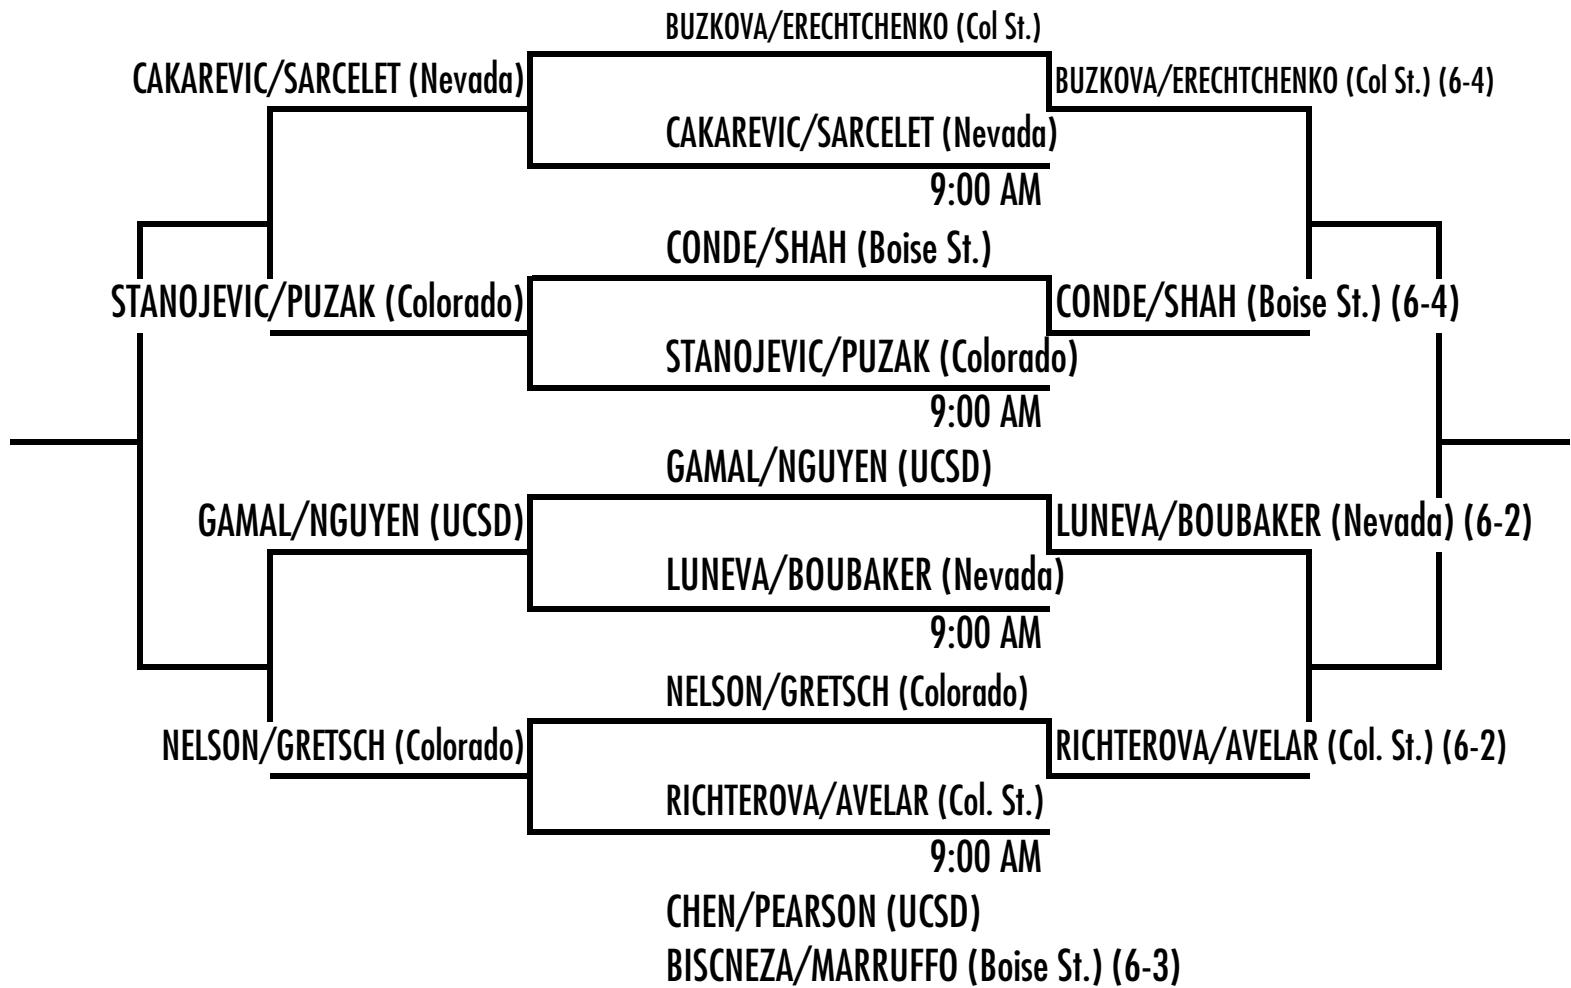 BUZKOVA/ERECHTCHENKO (Col St.)
CAKAREVIC/SARCELET (Nevada)
BUZKOVA/ERECHTCHENKO (Col St.) (6-4)
CAKAREVIC/SARCELET (Nevada)
9:00 AM
CONDE/SHAH (Boise St.)
STANOJEVIC/PUZAK (Colorado)
CONDE/SHAH (Boise St.) (6-4)
STANOJEVIC/PUZAK (Colorado)
9:00 AM
GAMAL/NGUYEN (UCSD)
GAMAL/NGUYEN (UCSD)
LUNEVA/BOUBAKER (Nevada) (6-2)
LUNEVA/BOUBAKER (Nevada)
9:00 AM
NELSON/GRETSCH (Colorado)
NELSON/GRETSCH (Colorado)
RICHTEROVA/AVELAR (Col. St.) (6-2)
RICHTEROVA/AVELAR (Col. St.)
9:00 AM
CHEN/PEARSON (UCSD)
BISCNEZA/MARRUFFO (Boise St.) (6-3)